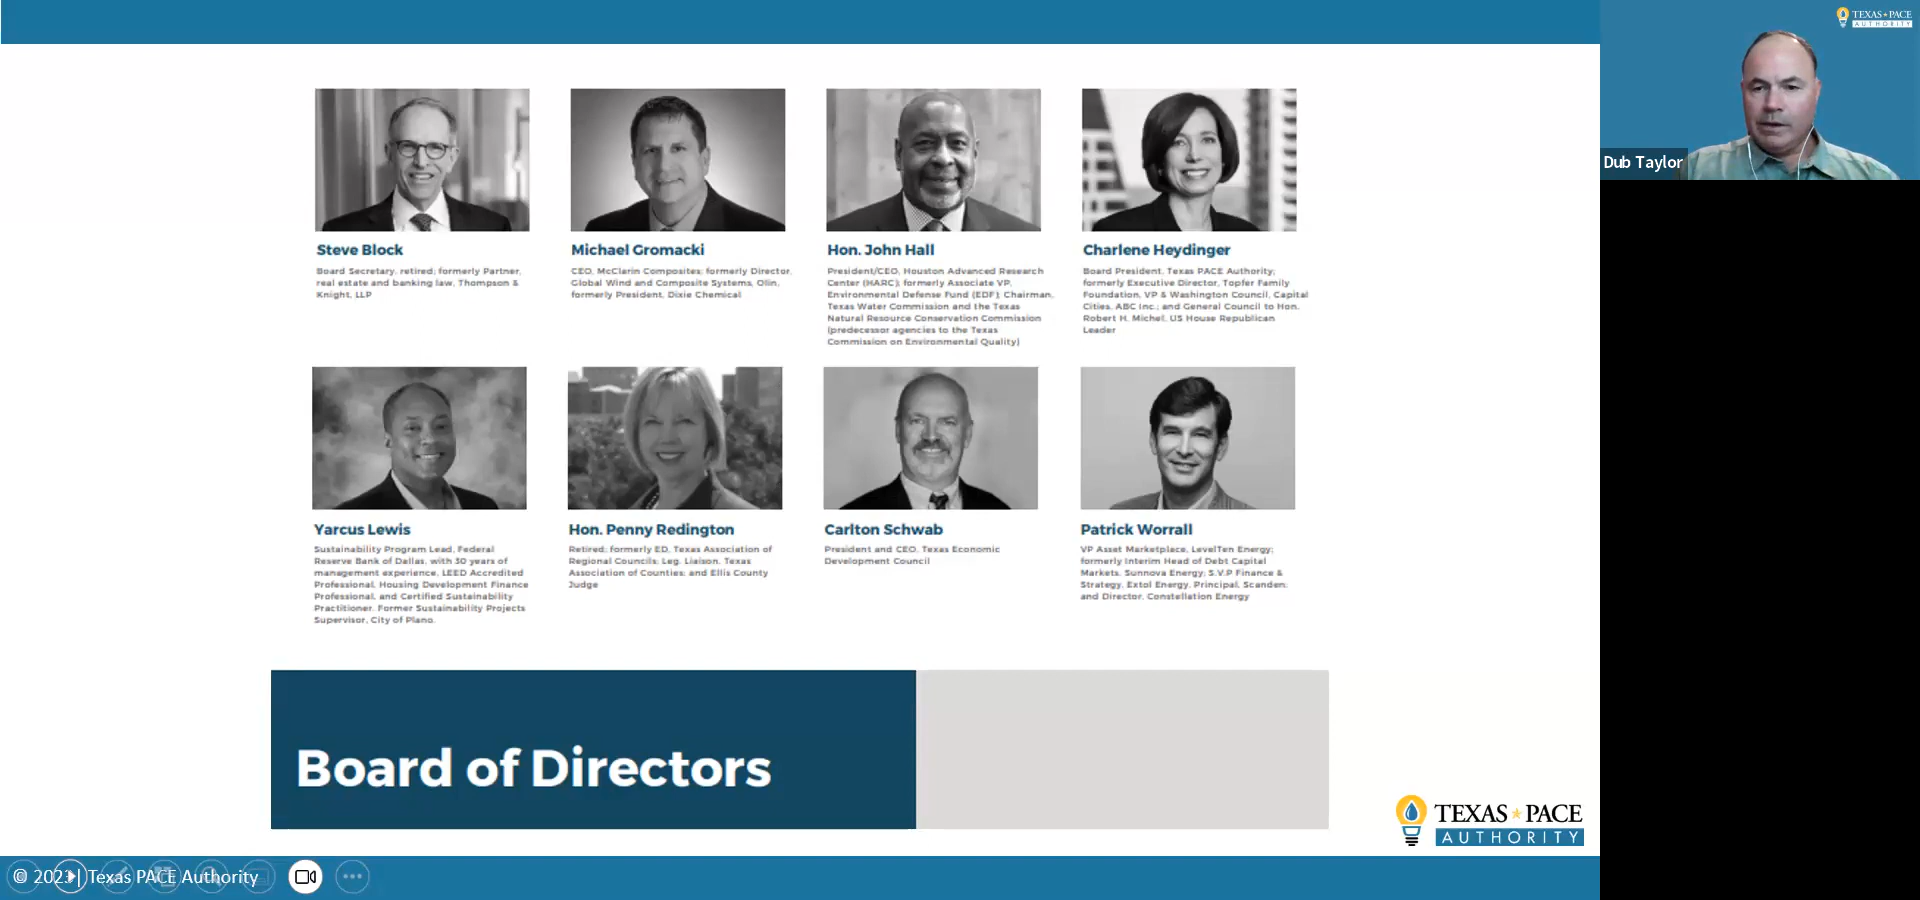 TEXAS★PACE
AUTHORITY
Dub Taylor
Steve Block
Board Secretary, retired; formerly Partner,
real estate and banking law, Thompson &
Knight, LLP
Michael Gromacki
CEO, McClarin Composites; formerly Director,
Global Wind and Composite Systems, Olin,
formerly President, Dixie Chemical
Hon. John Hall
President/CEO, Houston Advanced Research
Center (HARC); formerly Associate VP,
Environmental Defense Fund (EDF); Chairman,
Texas Water Commission and the Texas
Natural Resource Conservation Commission
(predecessor agencies to the Texas
Commission on Environmental Quality)
Charlene Heydinger
Board President, Texas PACE Authority;
formerly Executive Director, Topfer Family
Foundation, VP & Washington Council, Capital
Cities, ABC Inc.; and General Council to Hon.
Robert H. Michel, US House Republican
Leader
Yarcus Lewis
Sustainability Program Lead, Federal
Reserve Bank of Dallas, with 30 years of
management experience, LEED Accredited
Professional, Housing Development Finance
Professional, and Certified Sustainability
Practitioner. Former Sustainability Projects
Supervisor, City of Plano.
Hon. Penny Redington
Retired; formerly ED, Texas Association of
Regional Councils; Leg. Liaison, Texas
Association of Counties; and Ellis County
Judge
Carlton Schwab
President and CEO, Texas Economic
Development Council
Patrick Worrall
VP Asset Marketplace, LevelTen Energy;
formerly Interim Head of Debt Capital
Markets, Sunnova Energy; S.V.P Finance &
Strategy, Extol Energy, Principal, Scanden;
and Director, Constellation Energy
Board of Directors
TEXAS★PACE
AUTHORITY
© 2023 | Texas PACE Authority